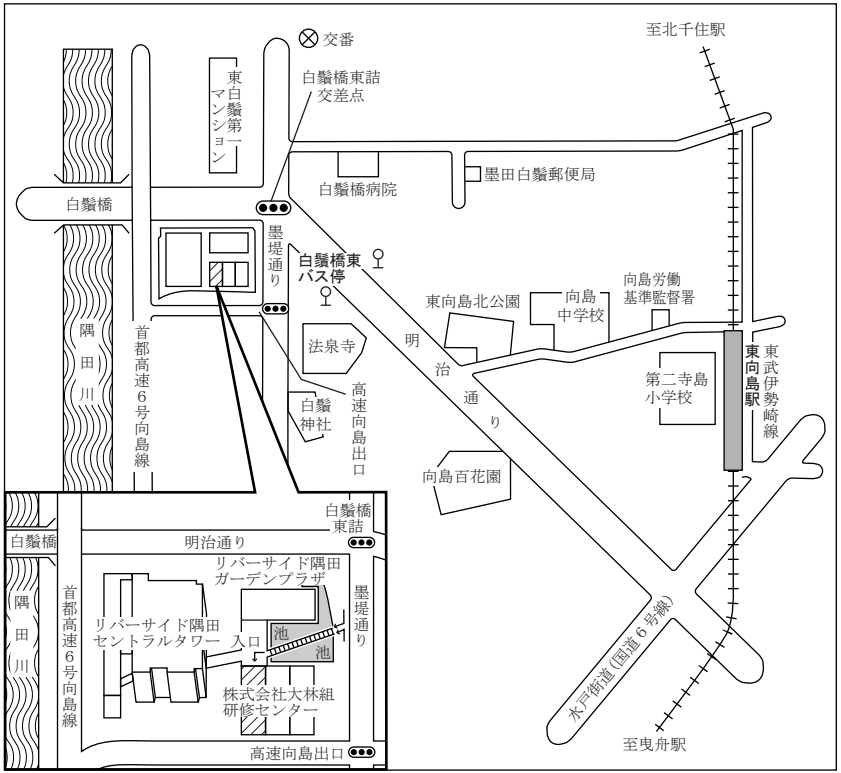 至北千住駅
交番
東白鬚第一
マンション
白鬚橋東詰
交差点
白鬚橋病院
墨田白鬚郵便局
白鬚橋
墨堤通り
白鬚橋東
バス停
東向島北公園
向島
中学校
向島労働
基準監督署
隅田川
首都高速6号向島線
法泉寺
明治通り
第二寺島
小学校
東向島駅
東武伊勢崎線
白鬚
神社
高速向島出口
向島百花園
水戸街道(国道6号線)
至曳舟駅
白鬚橋
東詰
白鬚橋
明治通り
リバーサイド隅田
ガーデンプラザ
墨堤通り
隅田川
首都高速6号向島線
リバーサイド隅田
セントラルタワー
入口
池
池
株式会社大林組
研修センター
高速向島出口